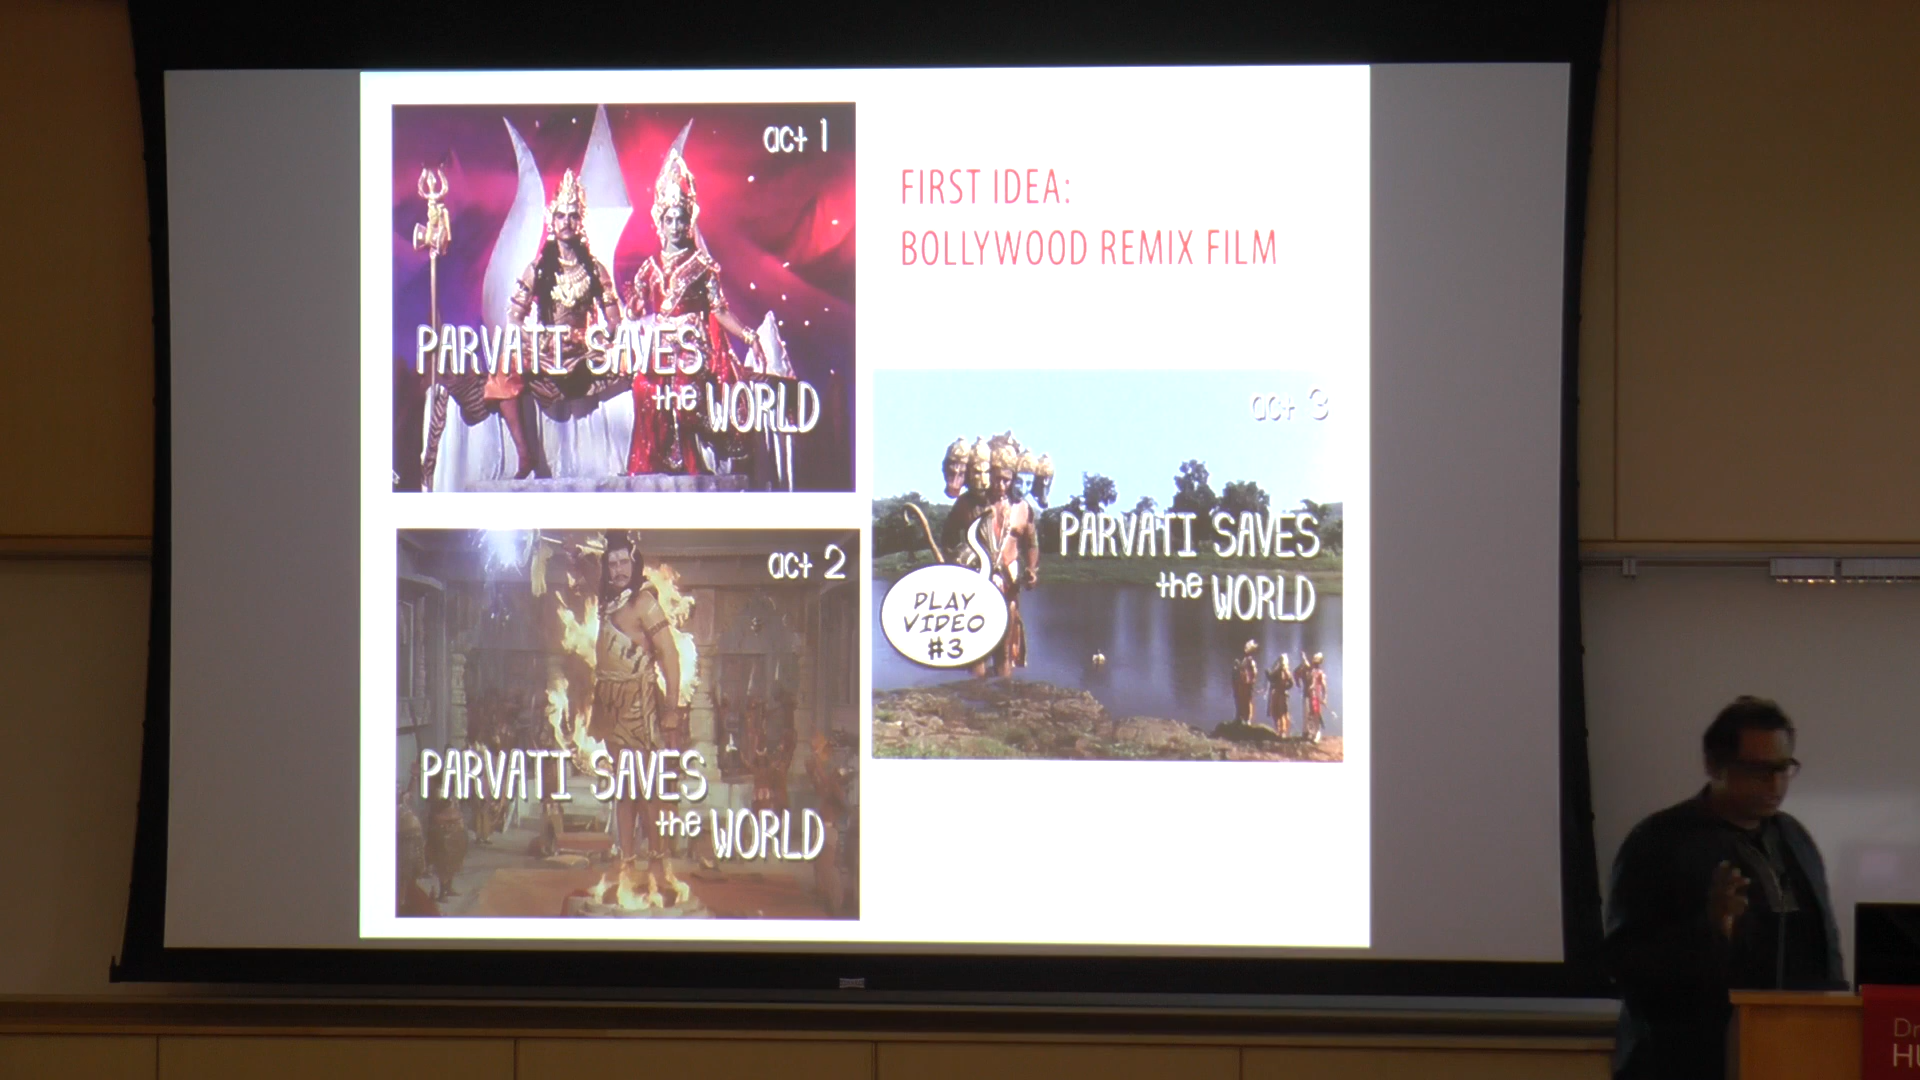 act 1
PARVATI SAVES
the WORLD
FIRST IDEA:
BOLLYWOOD REMIX FILM
act 2
PARVATI SAVES
the WORLD
act 3
PARVATI SAVES
the WORLD
PLAY
VIDEO
#3